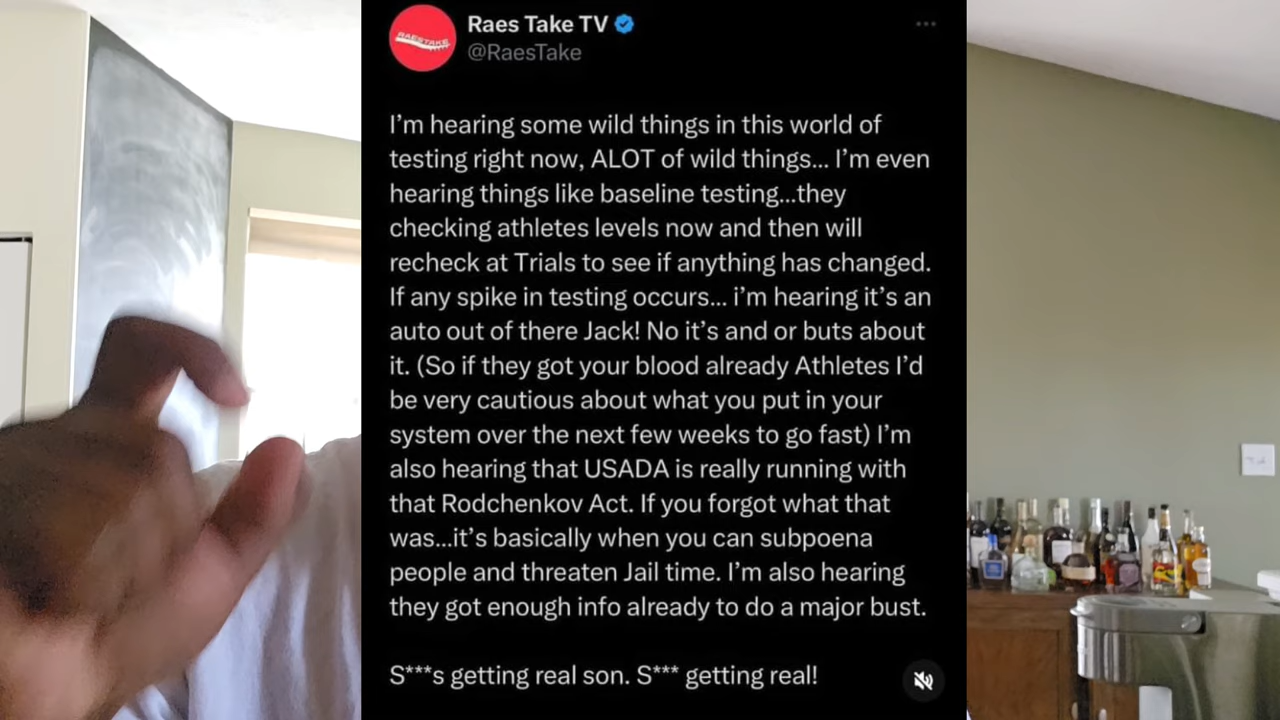 RAESTAKE
Raes Take TV
@RaesTake
I’m hearing some wild things in this world of
testing right now, ALOT of wild things... I’m even
hearing things like baseline testing...they
checking athletes levels now and then will
recheck at Trials to see if anything has changed.
If any spike in testing occurs... i’m hearing it’s an
auto out of there Jack! No it’s and or buts about
it. (So if they got your blood already Athletes I’d
be very cautious about what you put in your
system over the next few weeks to go fast) I’m
also hearing that USADA is really running with
that Rodchenkov Act. If you forgot what that
was...it’s basically when you can subpoena
people and threaten Jail time. I’m also hearing
they got enough info already to do a major bust.
S***s getting real son. S*** getting real!